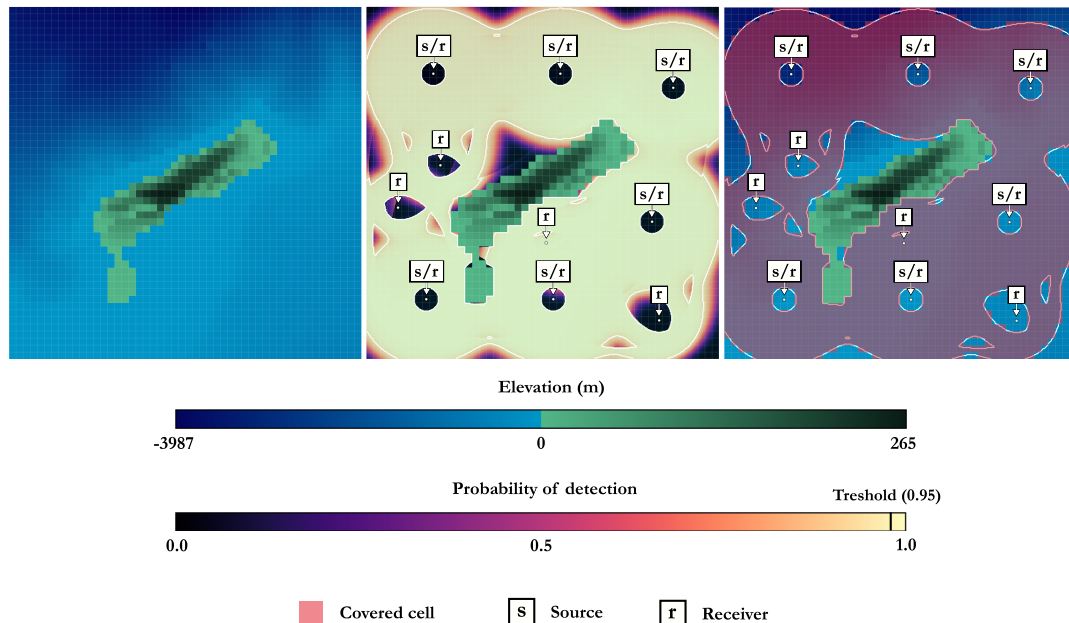 s/r s/r s/r
r
r
s/r
r
s/r s/r
r
s/r s/r s/r
r
r
s/r
r
s/r s/r
r
Elevation (m)
-3987 0 265
Probability of detection
Treshold (0.95)
0.0 0.5 1.0
Covered cell s Source r Receiver